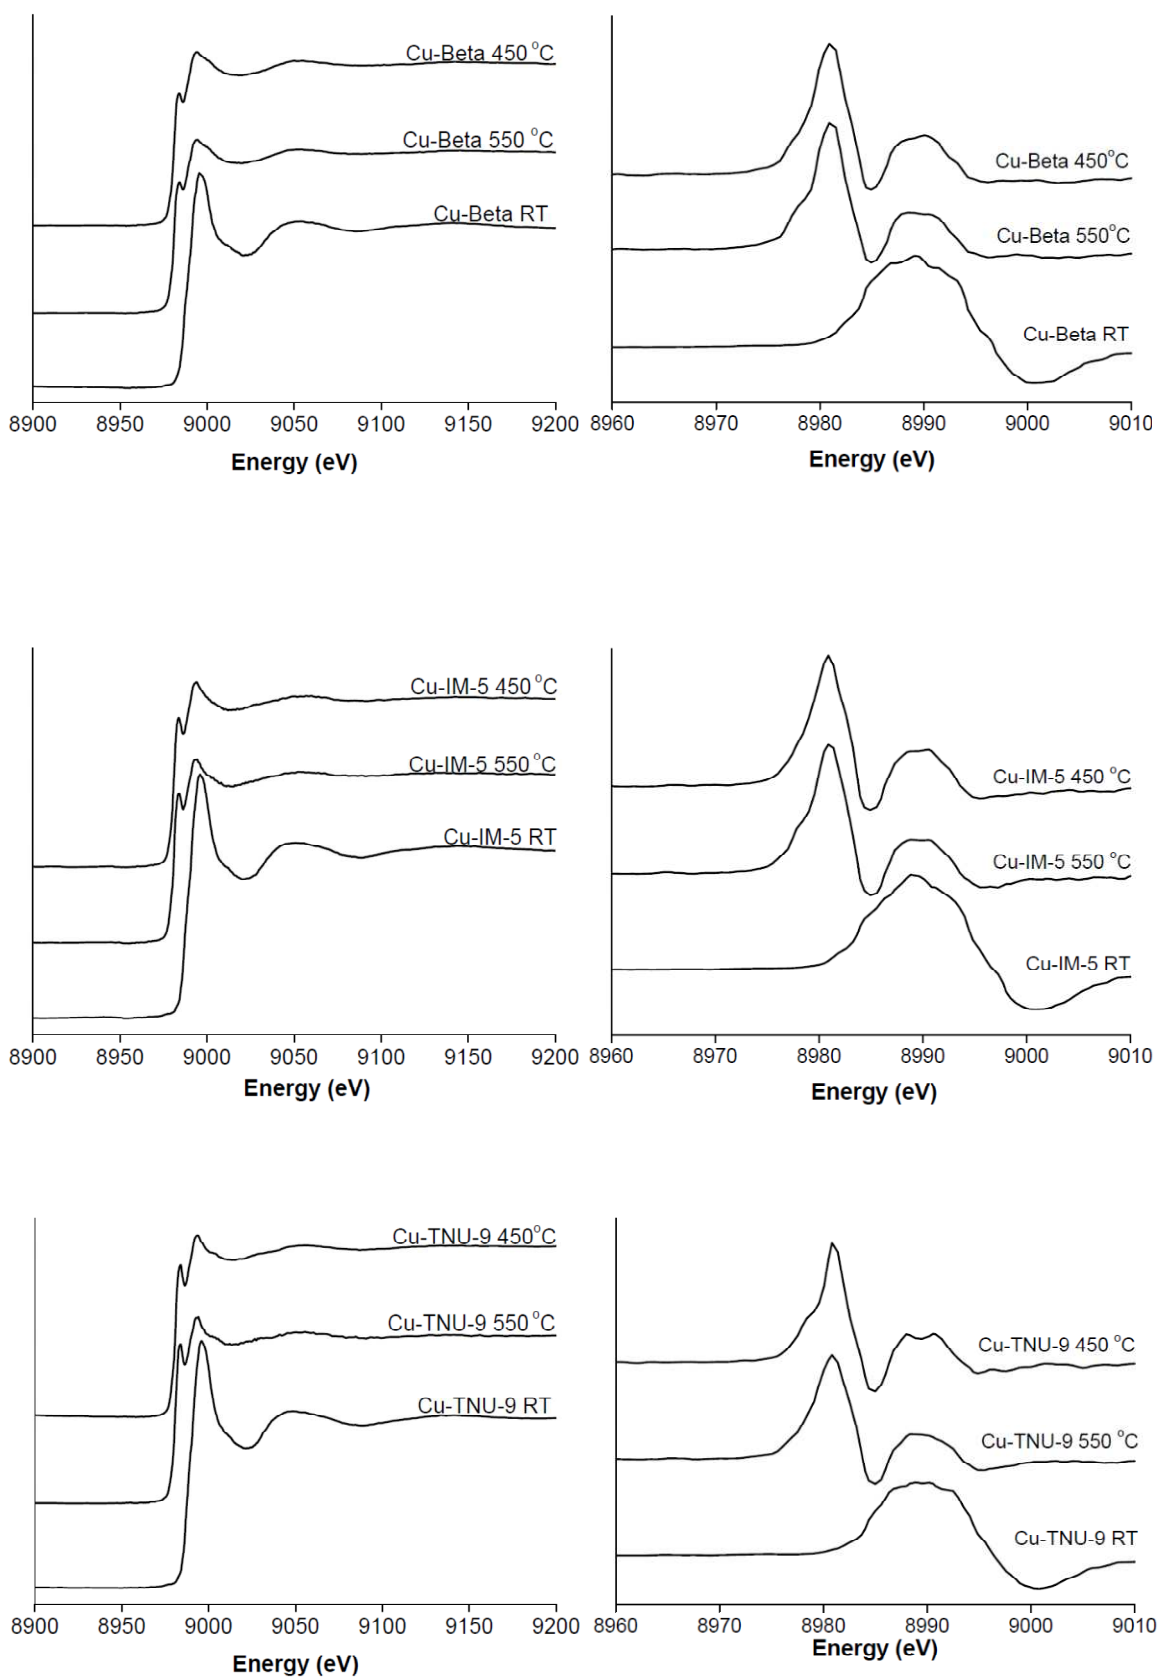 Cu-Beta 450 °C
Cu-Beta 550 °C
Cu-Beta RT
8900 8950 9000 9050 9100 9150 9200
Energy (eV)
Cu-Beta 450°C
Cu-Beta 550°C
Cu-Beta RT
8960 8970 8980 8990 9000 9010
Energy (eV)
Cu-IM-5 450 °C
Cu-IM-5 550 °C
Cu-IM-5 RT
8900 8950 9000 9050 9100 9150 9200
Energy (eV)
Cu-IM-5 450 °C
Cu-IM-5 550 °C
Cu-IM-5 RT
8960 8970 8980 8990 9000 9010
Energy (eV)
Cu-TNU-9 450°C
Cu-TNU-9 550 °C
Cu-TNU-9 RT
8900 8950 9000 9050 9100 9150 9200
Energy (eV)
Cu-TNU-9 450 °C
Cu-TNU-9 550 °C
Cu-TNU-9 RT
8960 8970 8980 8990 9000 9010
Energy (eV)